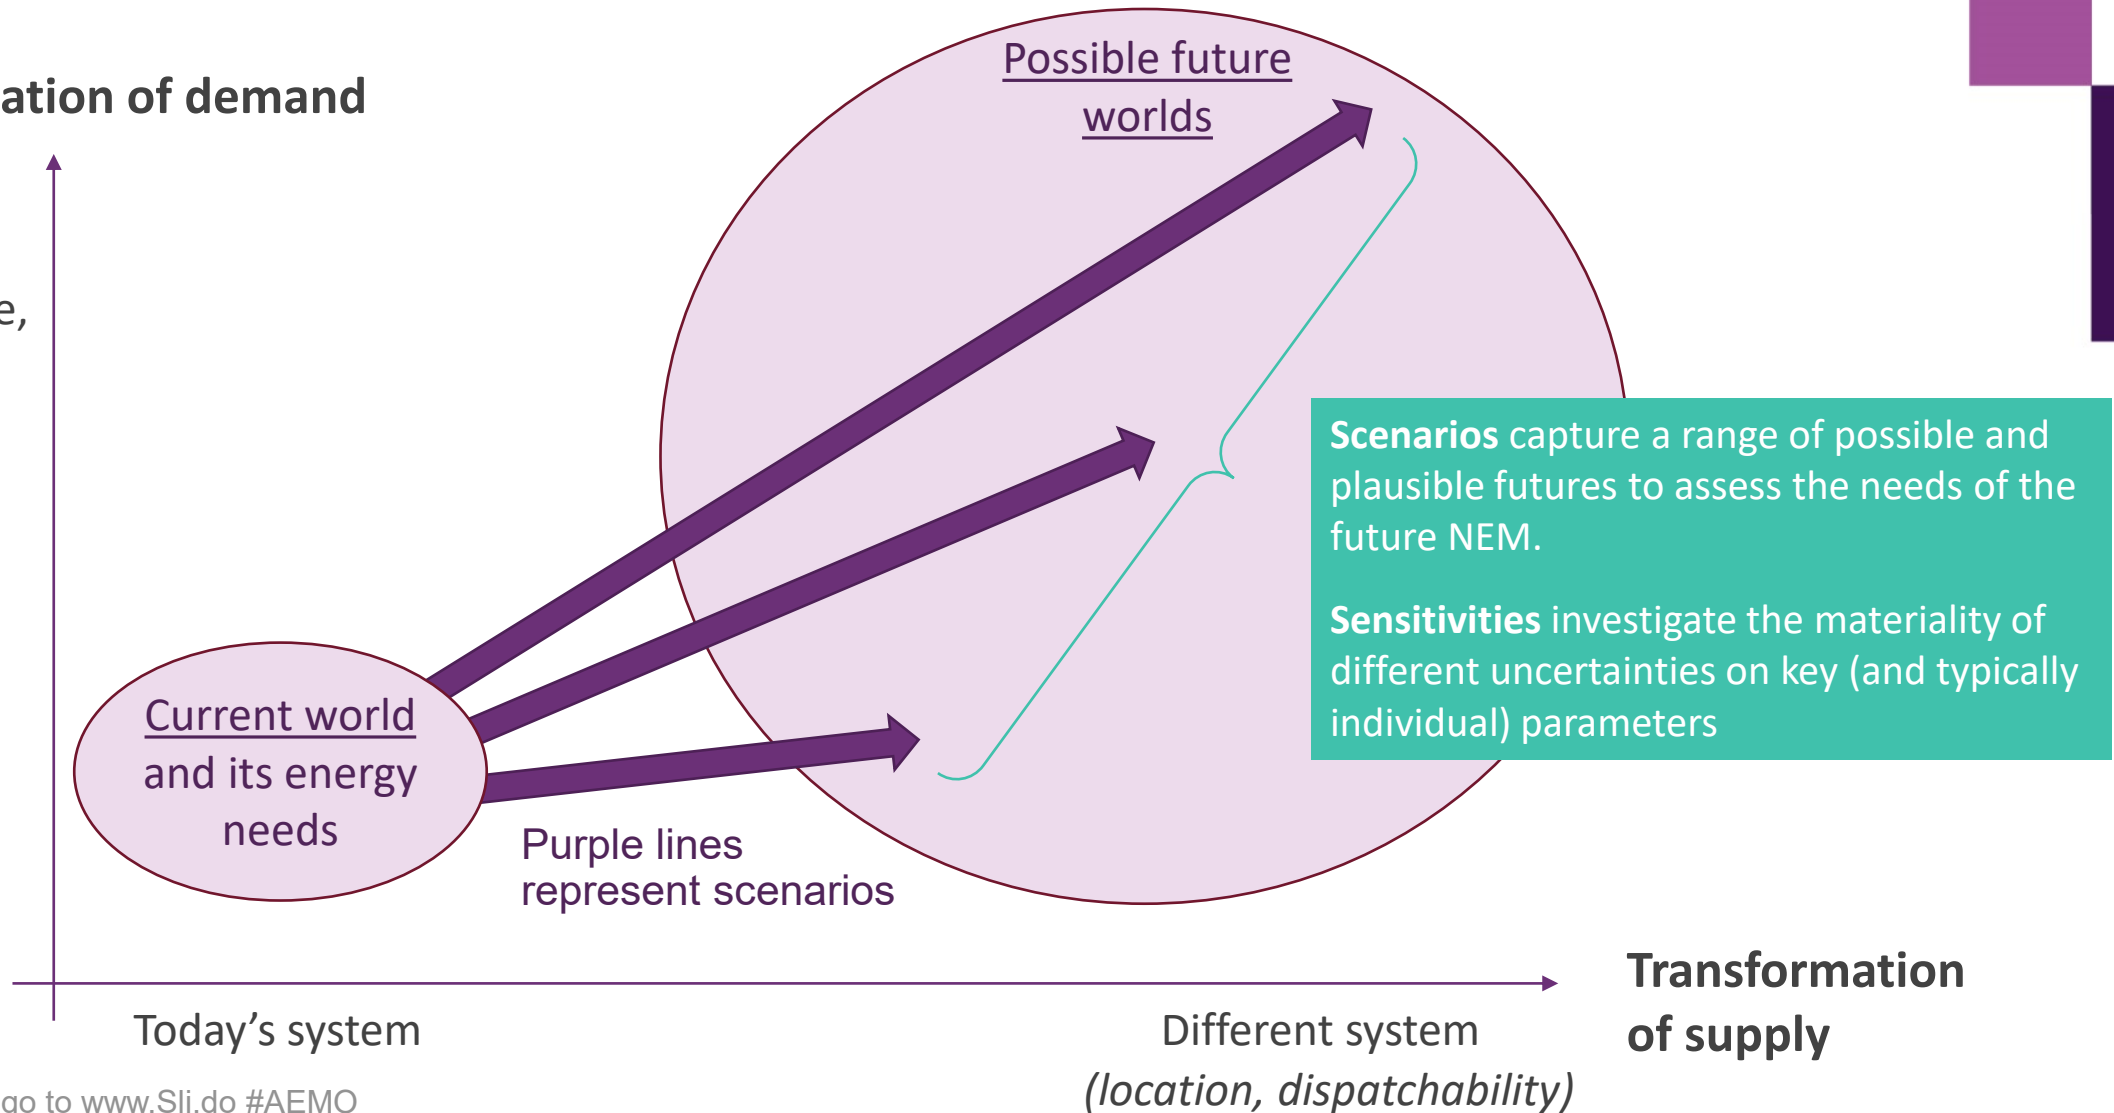 Possible future
worlds
ation of demand
e,
Scenarios capture a range of possible and
plausible futures to assess the needs of the
future NEM.
Sensitivities investigate the materiality of
different uncertainties on key (and typically
individual) parameters
Current world
and its energy
needs
Purple lines
represent scenarios
Transformation
of supply
Today’s system
Different system
(location, dispatchability)
go to www.Sli.do #AEMO